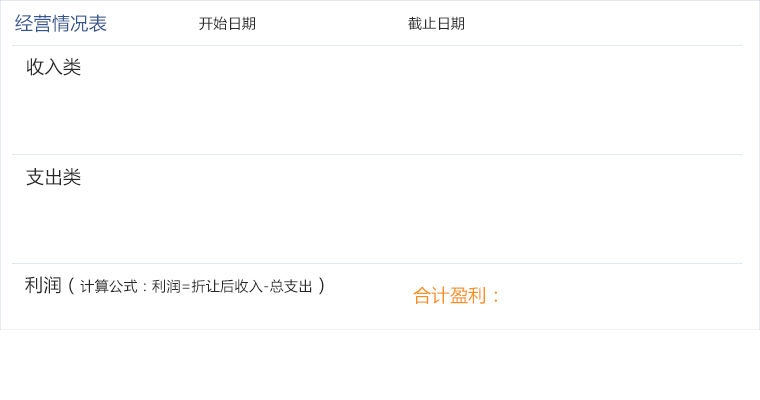 经营情况表 开始日期 截止日期
收入类
支出类
利润（计算公式：利润=折让后收入-总支出）
合计盈利：